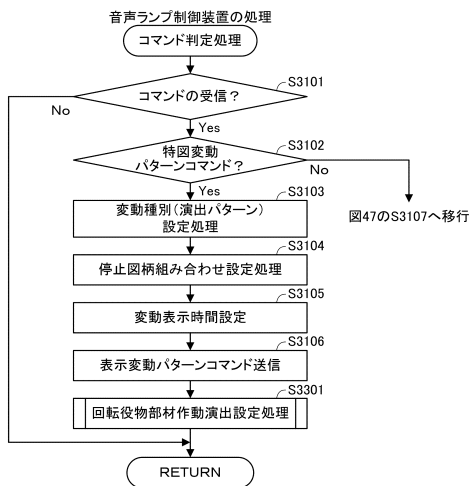 音声ランプ制御装置の処理
コマンド判定処理
S3101
コマンドの受信？
No
Yes
S3102
特図変動
パターンコマンド？
No
Yes
S3103
変動種別（演出パターン）
設定処理
図47のS3107へ移行
S3104
停止図柄組み合わせ設定処理
S3105
変動表示時間設定
S3106
表示変動パターンコマンド送信
S3301
回転役物部材作動演出設定処理
RETURN